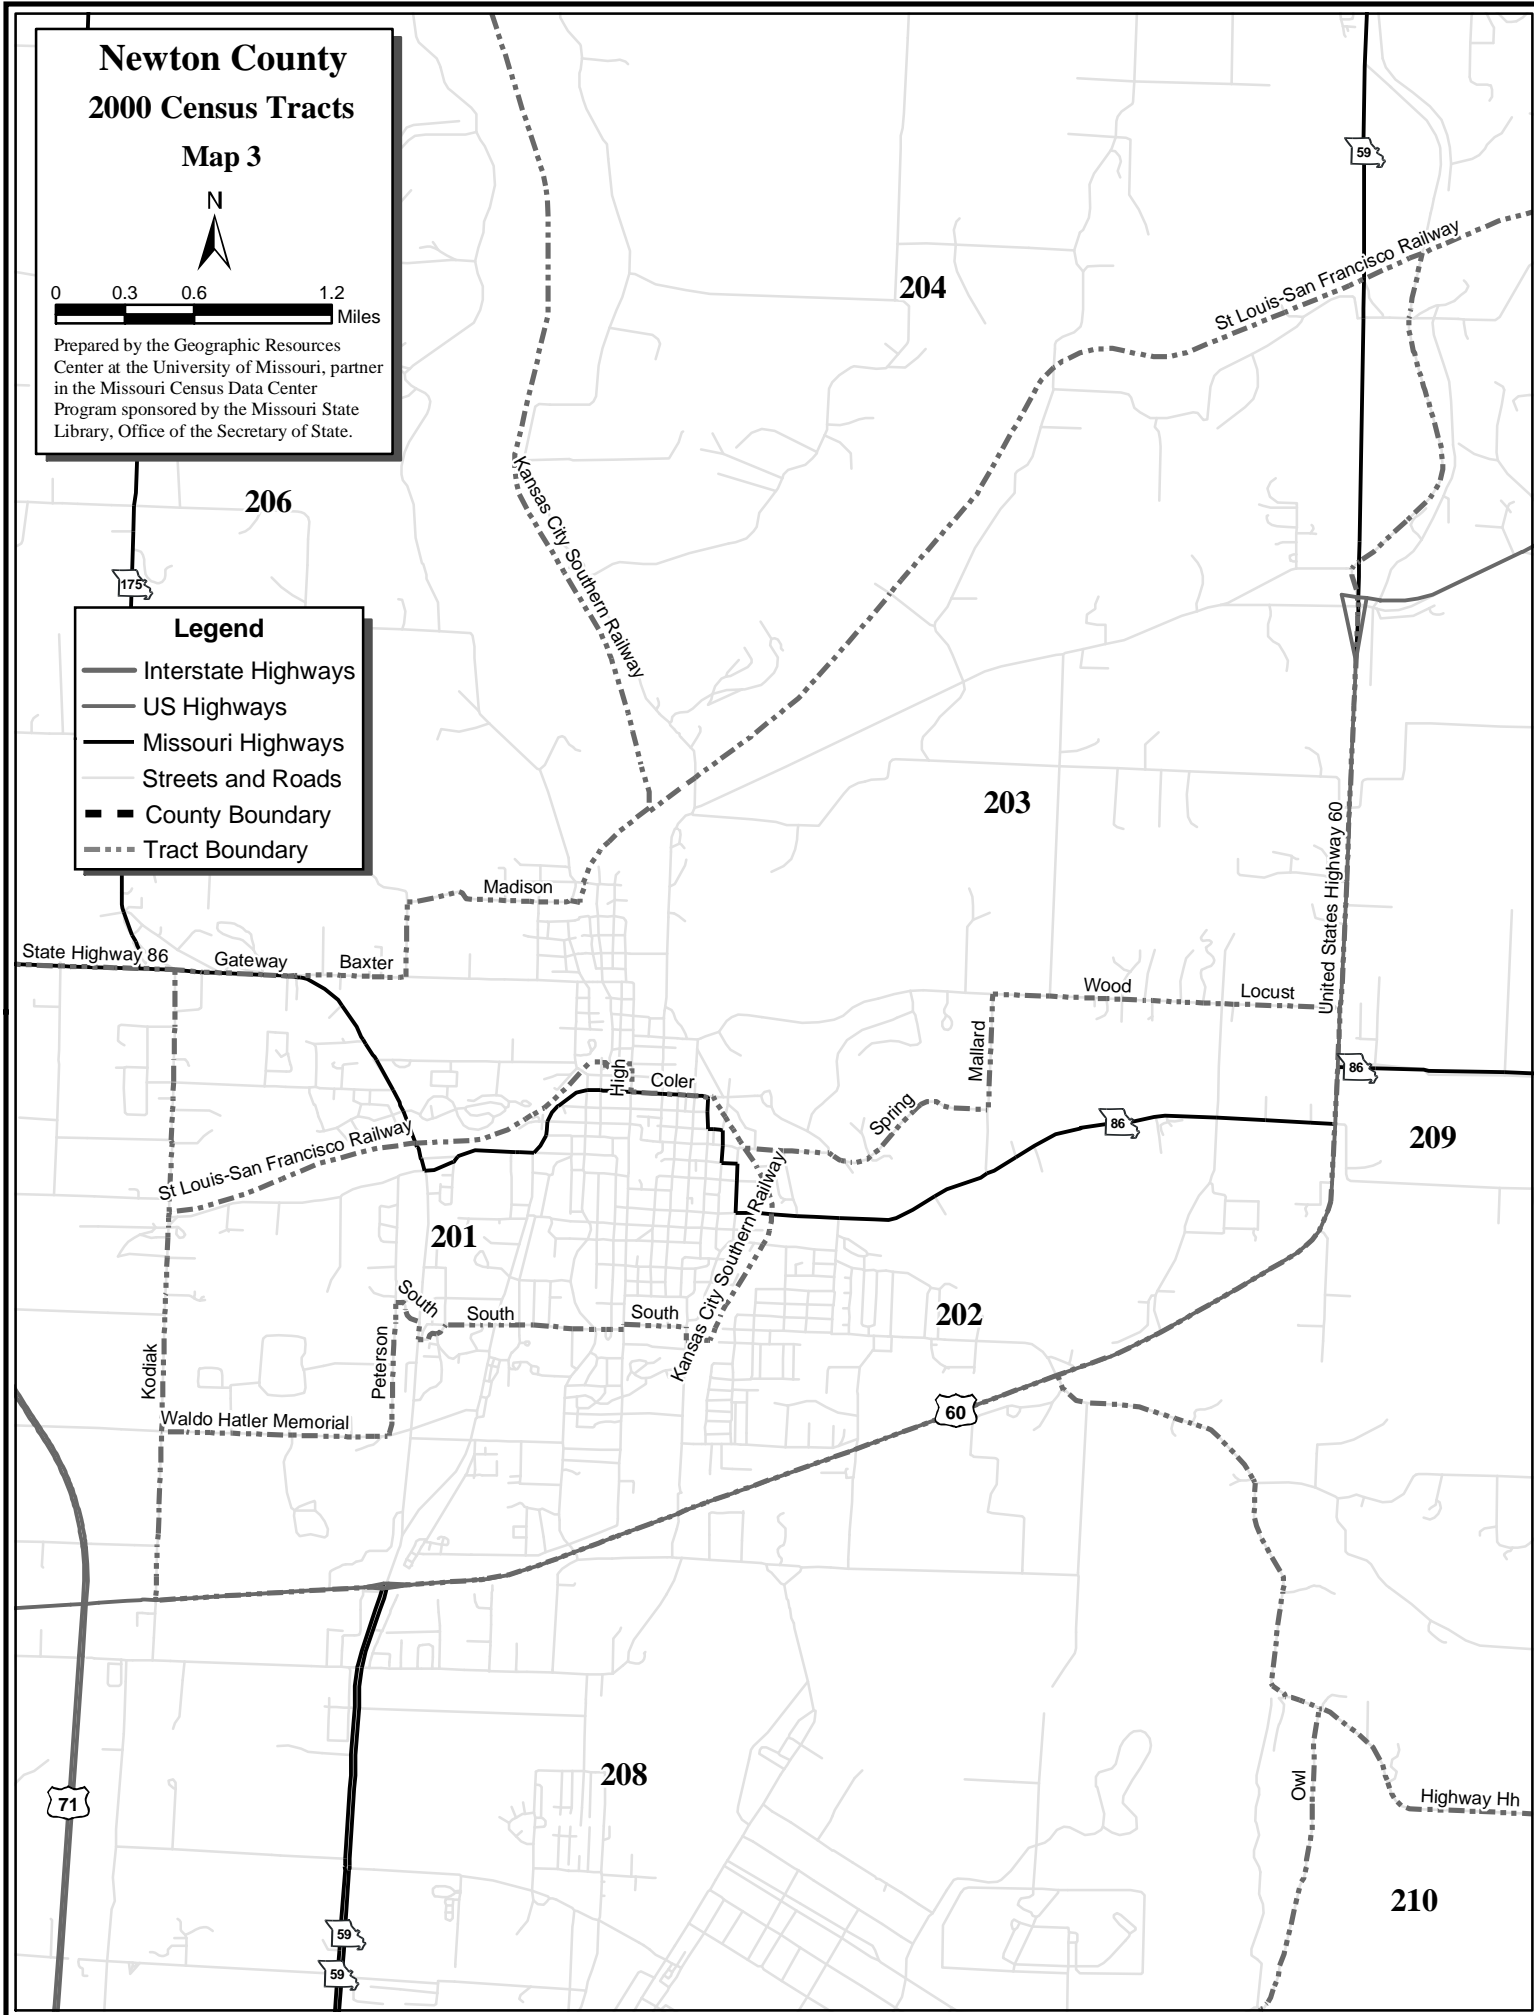 Newton County
2000 Census Tracts
Map 3
N
0 0.3 0.6 1.2
Miles
Prepared by the Geographic Resources
Center at the University of Missouri, partner
in the Missouri Census Data Center
Program sponsored by the Missouri State
Library, Office of the Secretary of State.
59
St Louis-San Francisco Railway
204
206
Kansas City Southern Railway
175
Legend
Interstate Highways
US Highways
Missouri Highways
Streets and Roads
County Boundary
Tract Boundary
203
United States Highway 60
Madison
State Highway 86
Gateway
Baxter
Wood
Locust
Mallard
High
Coler
86
Spring
86
209
St Louis-San Francisco Railway
201
Kansas City Southern Railway
South
South
South
202
Peterson
Kodiak
Waldo Hatler Memorial
60
71
208
Owl
Highway Hh
210
59
59